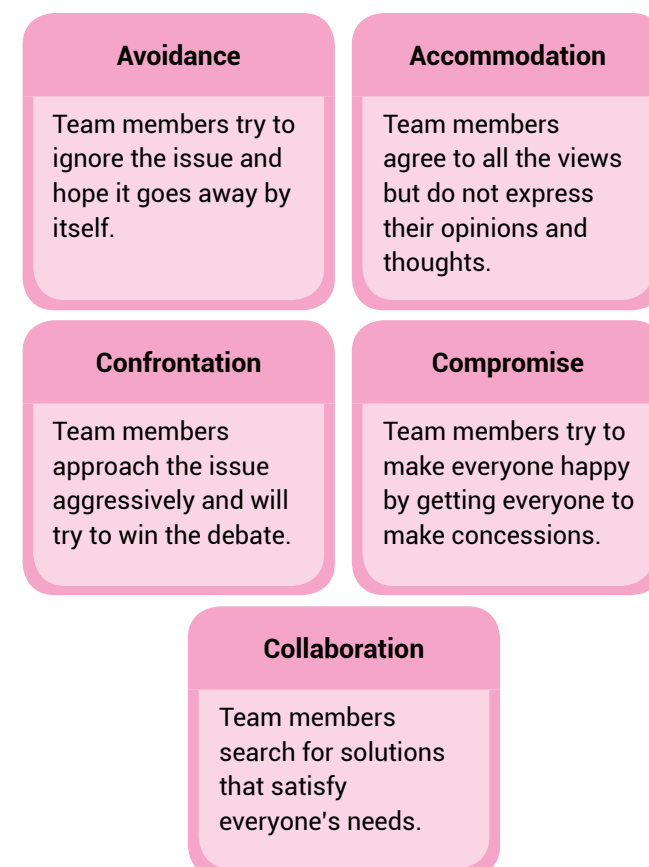 Avoidance
Team members try to
ignore the issue and
hope it goes away by
itself.
Accommodation
Team members
agree to all the views
but do not express
their opinions and
thoughts.
Confrontation
Team members
approach the issue
aggressively and will
try to win the debate.
Compromise
Team members try to
make everyone happy
by getting everyone to
make concessions.
Collaboration
Team members
search for solutions
that satisfy
everyone's needs.